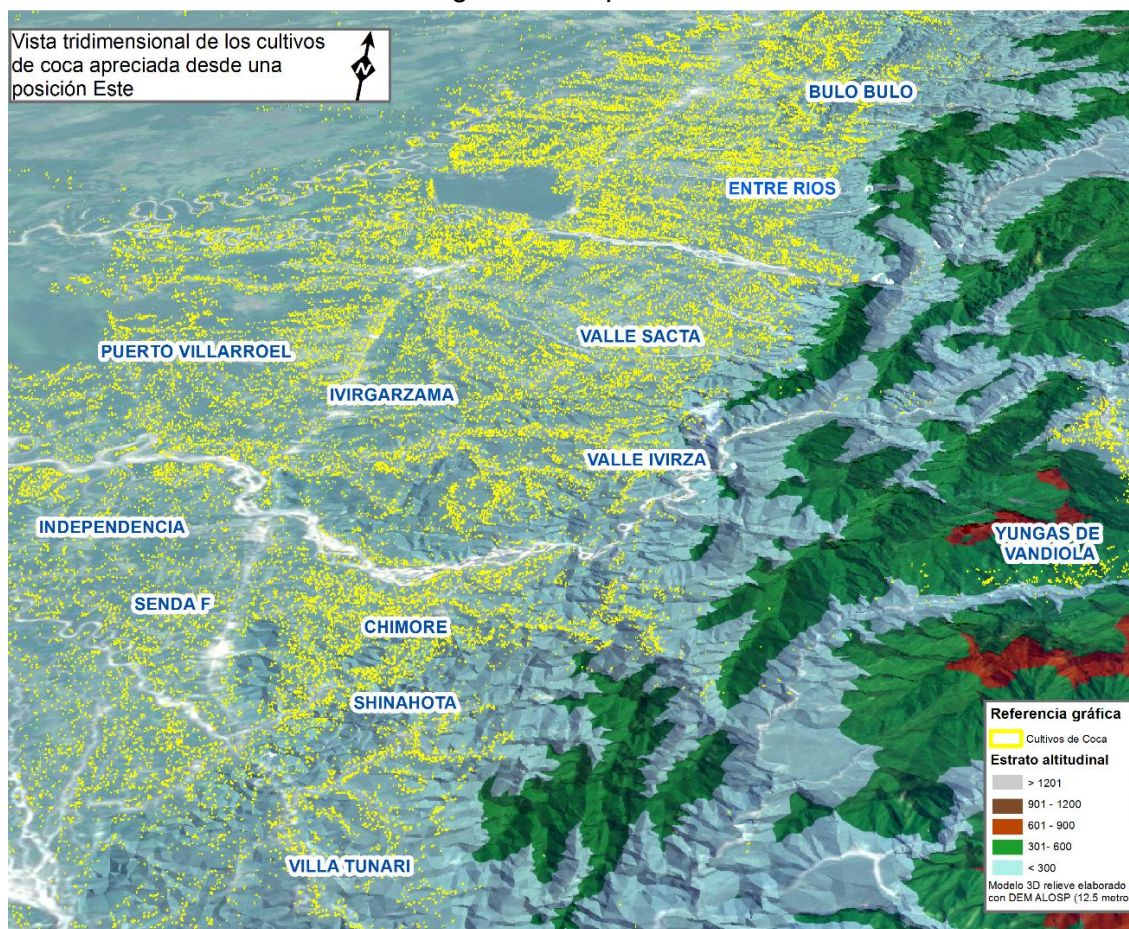 Vista tridimensional de los cultivos
de coca apreciada desde una
posición Este
N
BULO BULO
ENTRE RIOS
VALLE SACTA
PUERTO VILLARROEL
IVIRGARZAMA
VALLE IVIRZA
INDEPENDENCIA
YUNGAS DE
VANDIOLA
SENDA F
CHIMORE
SHINAHOTA
VILLA TUNARI
Referencia gráfica
Cultivos de Coca
Estrato altitudinal
> 1201
901 - 1200
601 - 900
301- 600
< 300
Modelo 3D relieve elaborado
con DEM ALOSP (12.5 metro